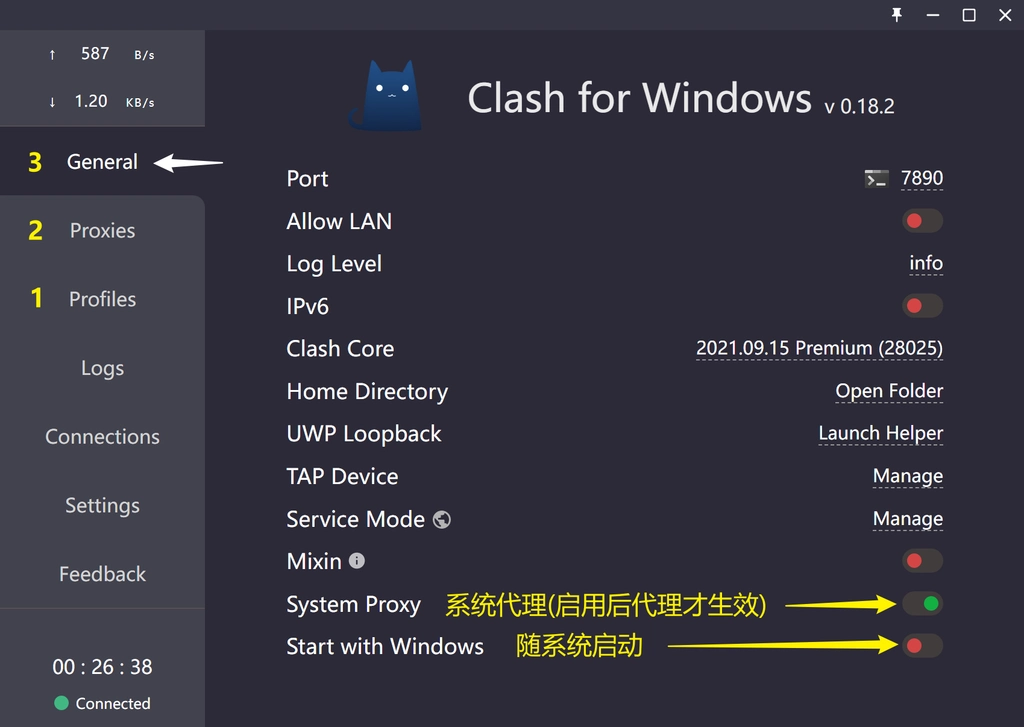 ↑ 587 B/s
↓ 1.20 KB/s
Clash for Windows v 0.18.2
3 General
2 Proxies
1 Profiles
Logs
Connections
Settings
Feedback
00 : 26 : 38
Connected
Port 7890
Allow LAN
Log Level info
IPv6
Clash Core 2021.09.15 Premium (28025)
Home Directory Open Folder
UWP Loopback Launch Helper
TAP Device Manage
Service Mode Manage
Mixin
System Proxy 系统代理(启用后代理才生效)
Start with Windows 随系统启动